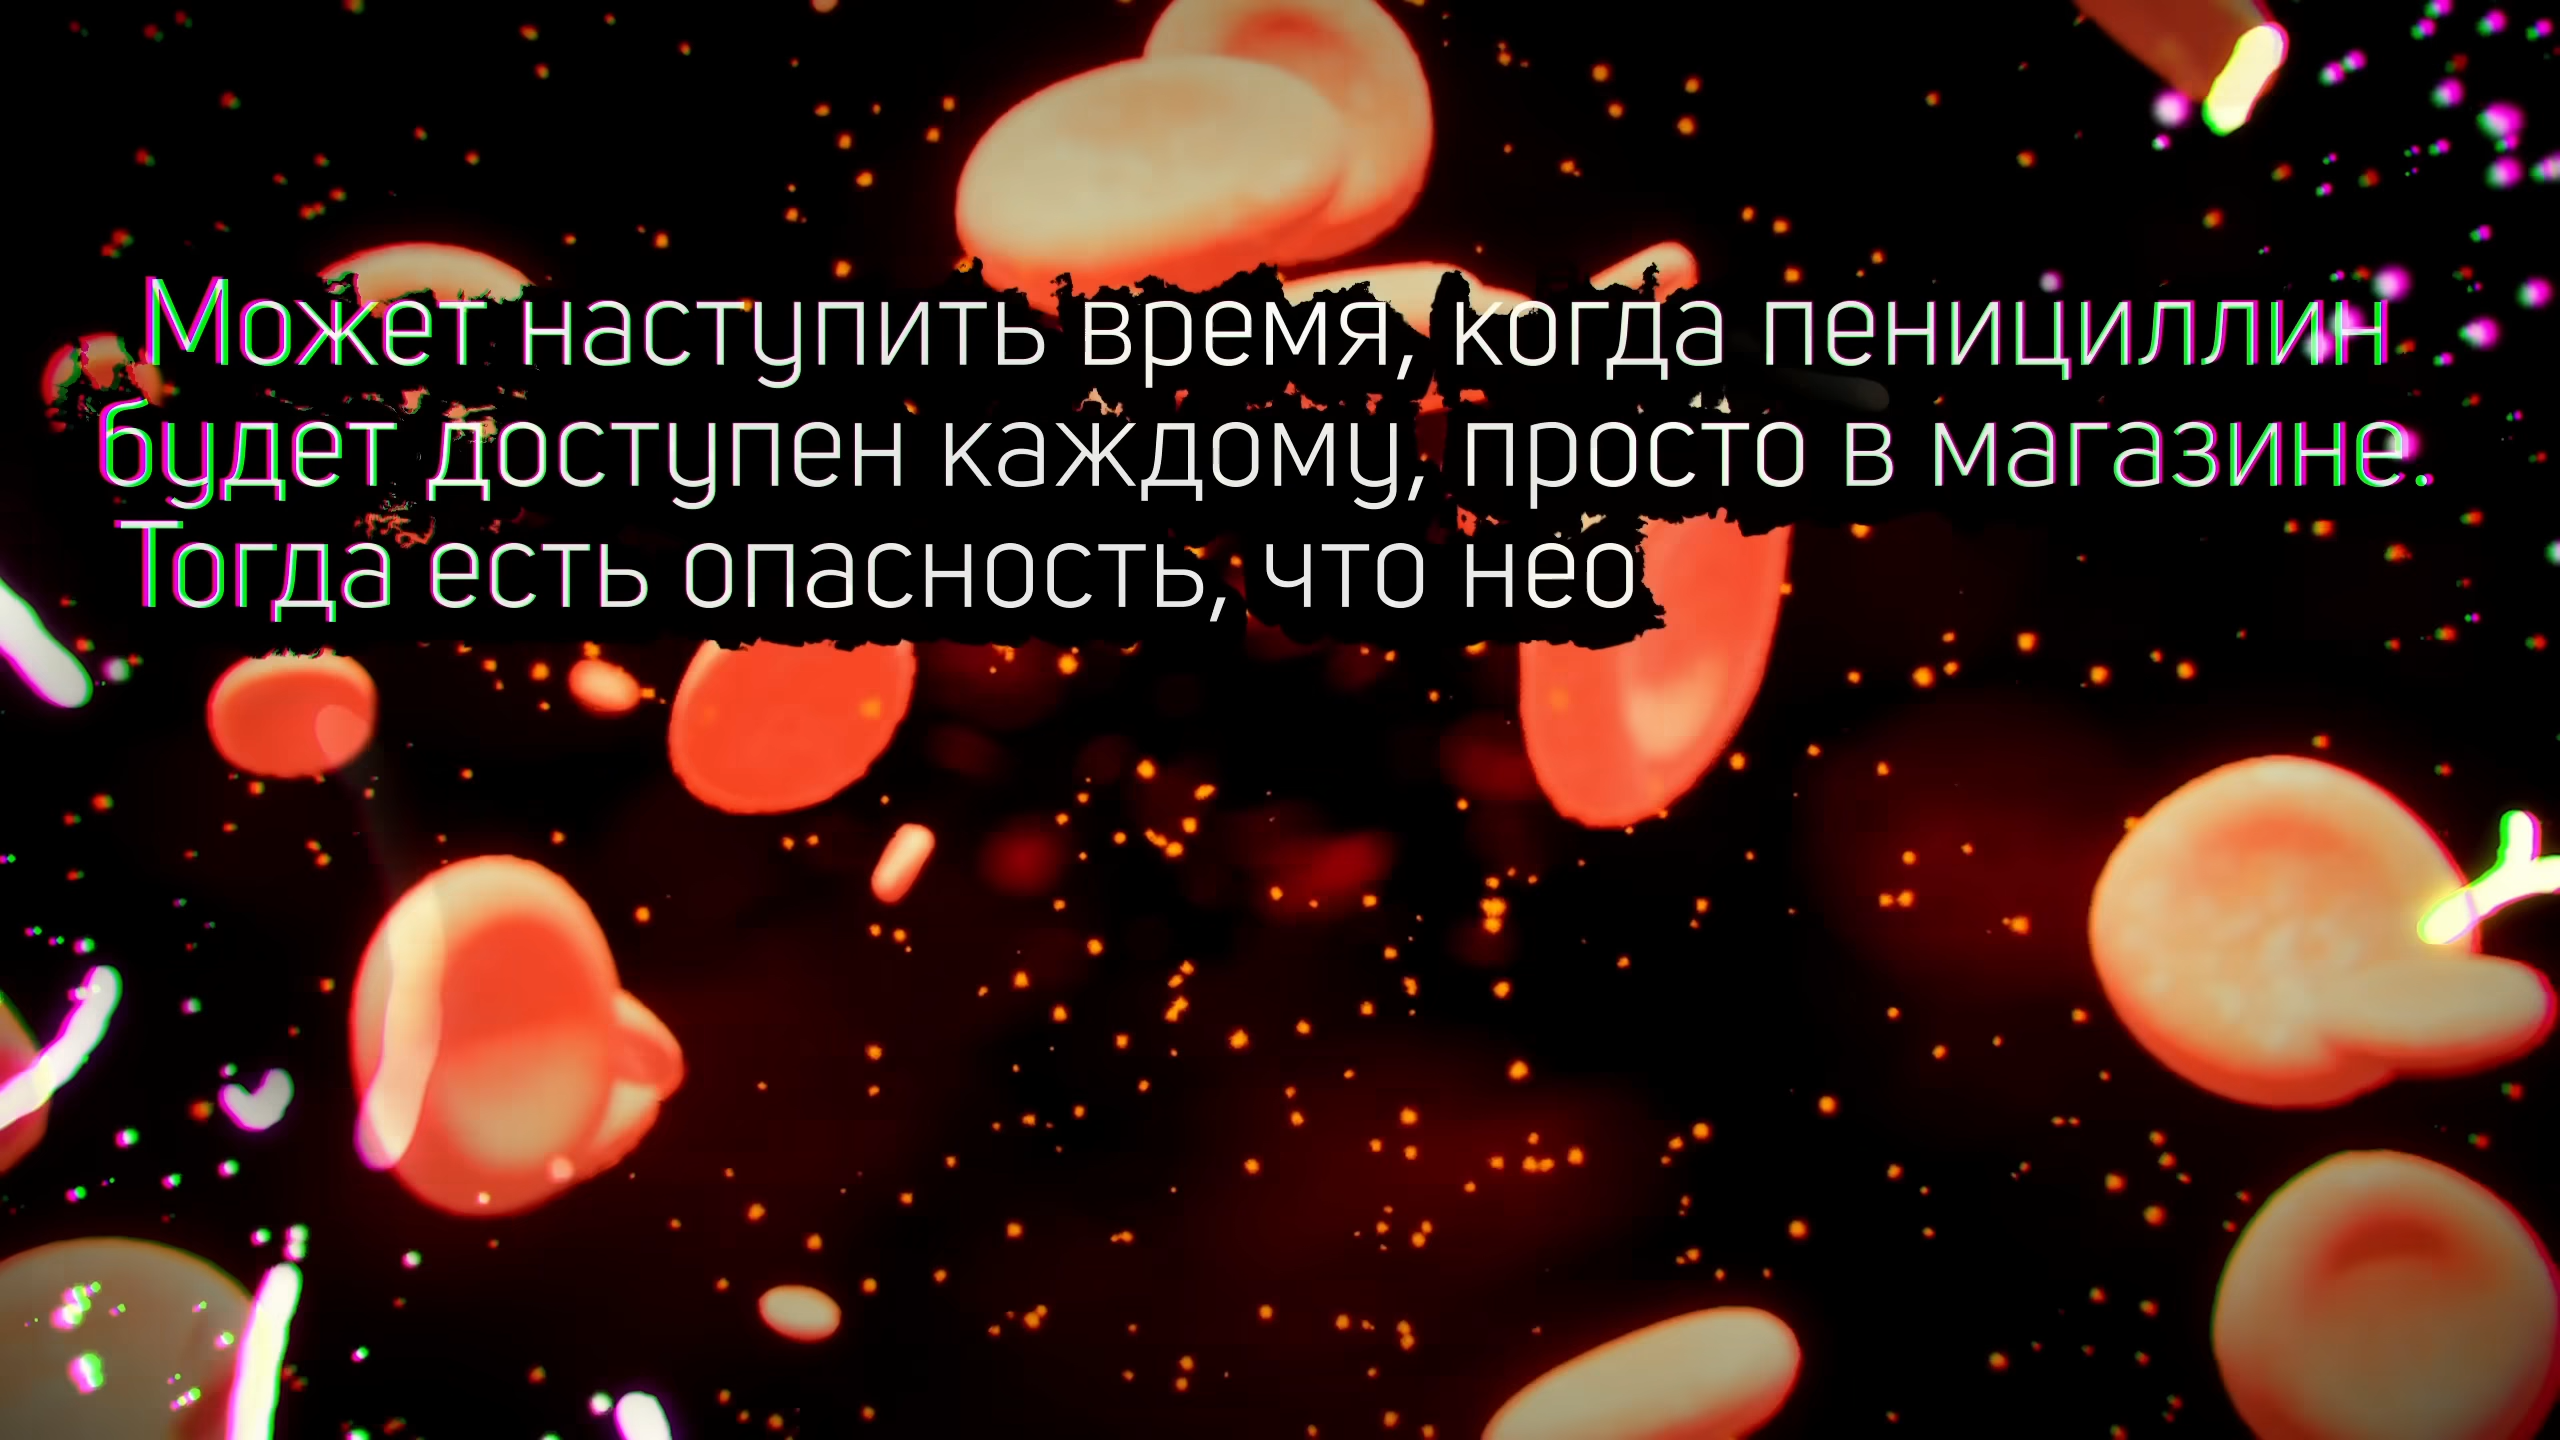 Может наступить время, когда пенициллин
будет доступен каждому, просто в магазине.
Тогда есть опасность, что нео